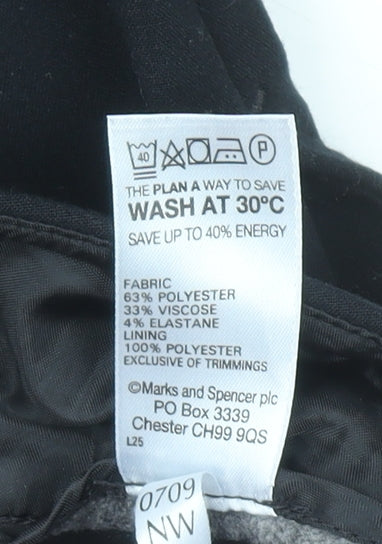 40 P
THE PLAN A WAY TO SAVE
WASH AT 30°C
SAVE UP TO 40% ENERGY
FABRIC
63% POLYESTER
33% VISCOSE
4% ELASTANE
LINING
100% POLYESTER
EXCLUSIVE OF TRIMMINGS
©Marks and Spencer plc
PO Box 3339
Chester CH99 9QS
L25
0709
NW